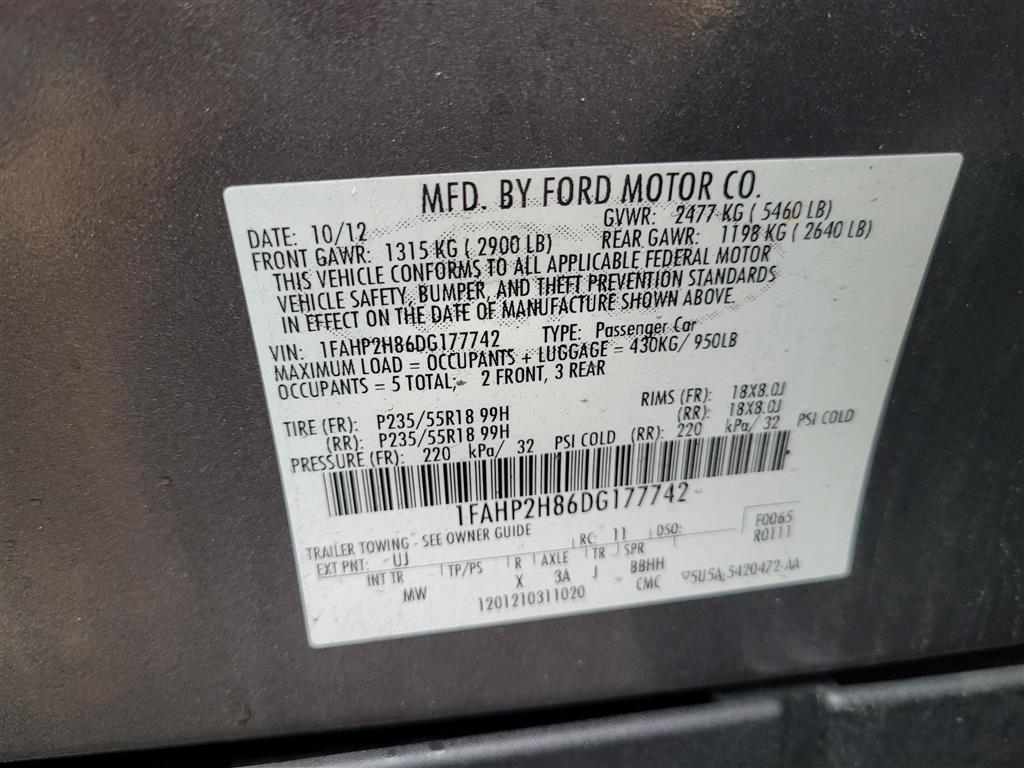 MFD. BY FORD MOTOR CO.
DATE: 10/12 GVWR: 2477 KG ( 5460 LB)
FRONT GAWR: 1315 KG ( 2900 LB) REAR GAWR: 1198 KG ( 2640 LB)
THIS VEHICLE CONFORMS TO ALL APPLICABLE FEDERAL MOTOR
VEHICLE SAFETY, BUMPER, AND THEFT PREVENTION STANDARDS
IN EFFECT ON THE DATE OF MANUFACTURE SHOWN ABOVE.
VIN: 1FAHP2H86DG177742 TYPE: Passenger Car
MAXIMUM LOAD = OCCUPANTS + LUGGAGE = 430KG/ 950LB
OCCUPANTS = 5 TOTAL; 2 FRONT, 3 REAR
TIRE (FR): P235/55R18 99H RIMS (FR): 18X8.0J
(RR): P235/55R18 99H (RR): 18X8.0J
PRESSURE (FR): 220 kPa/ 32 PSI COLD (RR): 220 kPa/ 32 PSI COLD
1FAHP2H86DG177742
TRAILER TOWING - SEE OWNER GUIDE
EXT PNT: UJ RC: 11 DSO: F0065
R0111
INT TR TP/PS R AXLE TR SPR
MW X 3A J BBHH
1201210311020 CMC 5U5A-5420472-AA